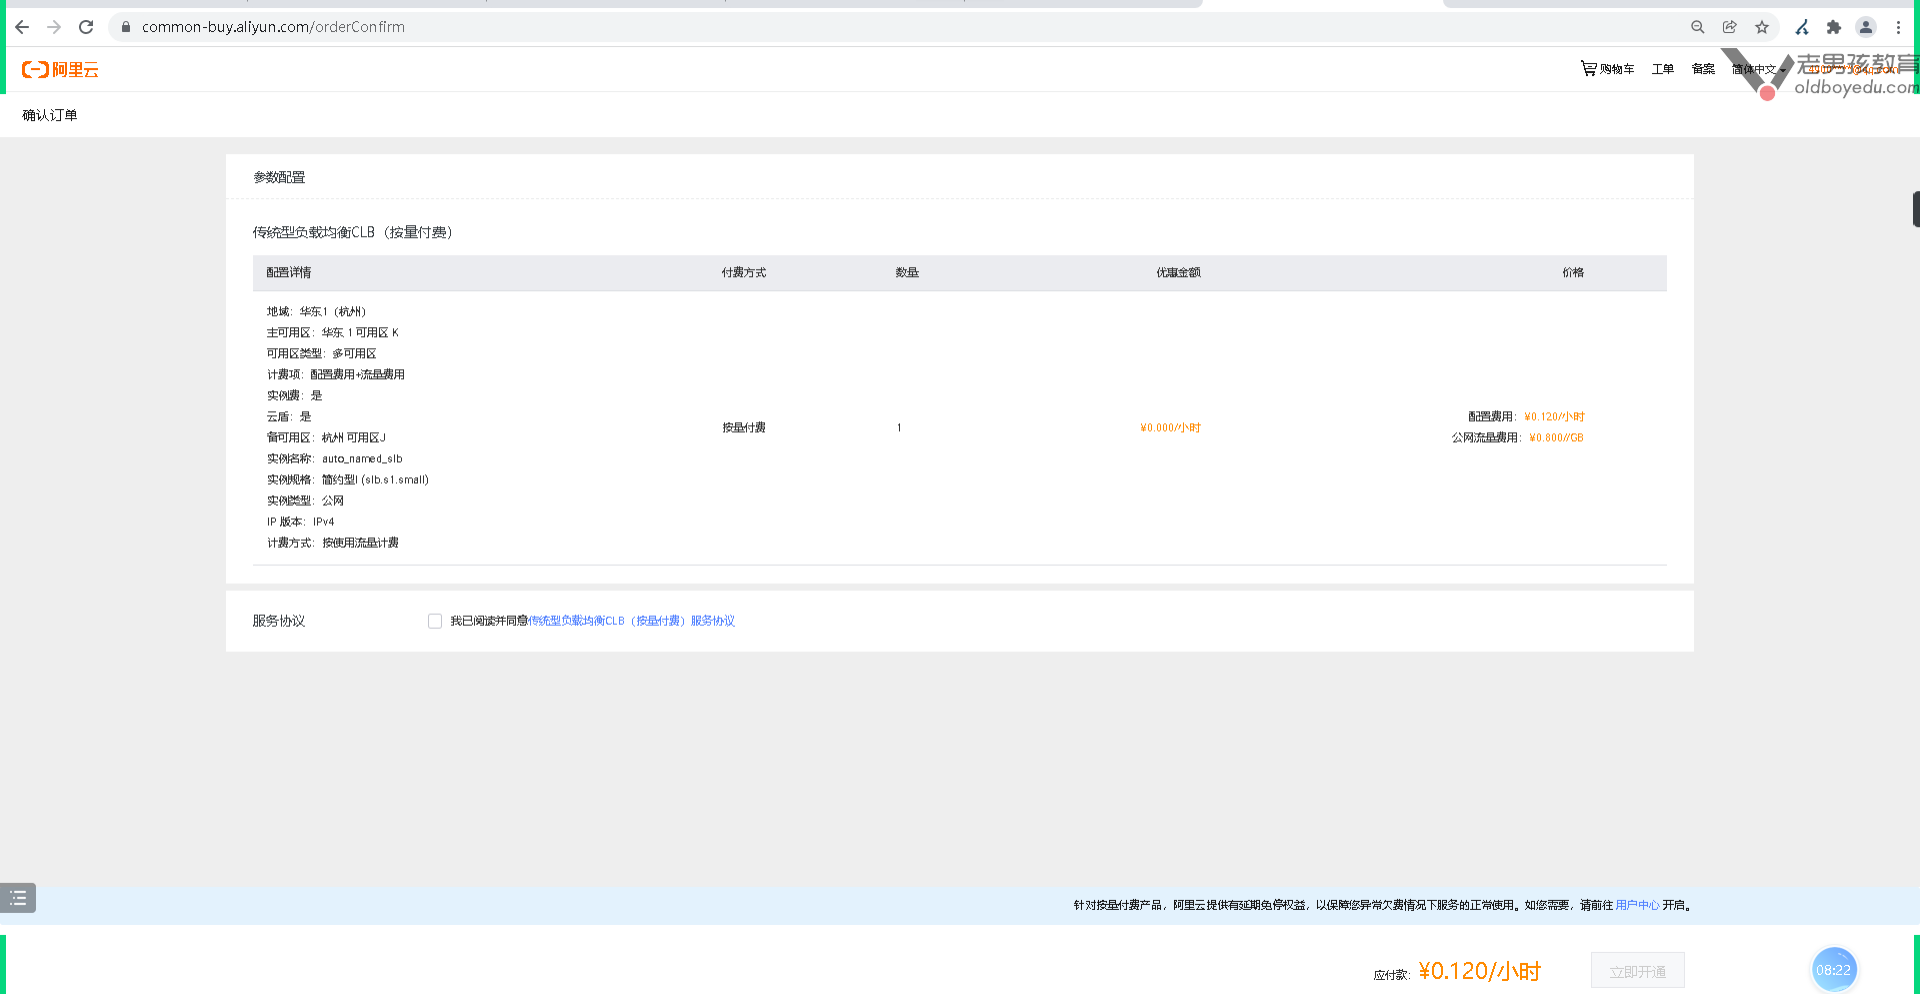 common-buy.aliyun.com/orderConfirm
阿里云
购物车 工单 备案 简体中文
老男孩教育
oldboyedu.com
确认订单
参数配置
传统型负载均衡CLB（按量付费）
配置详情 付费方式 数量 优惠金额 价格
地域：华东1（杭州）
主可用区：华东 1 可用区 K
可用区类型：多可用区
计费项：配置费用+流量费用
实例费：是
云盾：是
备可用区：杭州 可用区J
实例名称：auto_named_slb
实例规格：简约型I (slb.s1.small)
实例类型：公网
IP 版本：IPv4
计费方式：按使用流量计费
按量付费 1 ¥0.000/小时
配置费用：¥0.120/小时
公网流量费用：¥0.800//GB
服务协议 我已阅读并同意传统型负载均衡CLB（按量付费）服务协议
针对按量付费产品，阿里云提供有延期免停权益，以保障您异常欠费情况下服务的正常使用。如您需要，请前往 用户中心 开启。
应付款：¥0.120/小时 立即开通
08:22